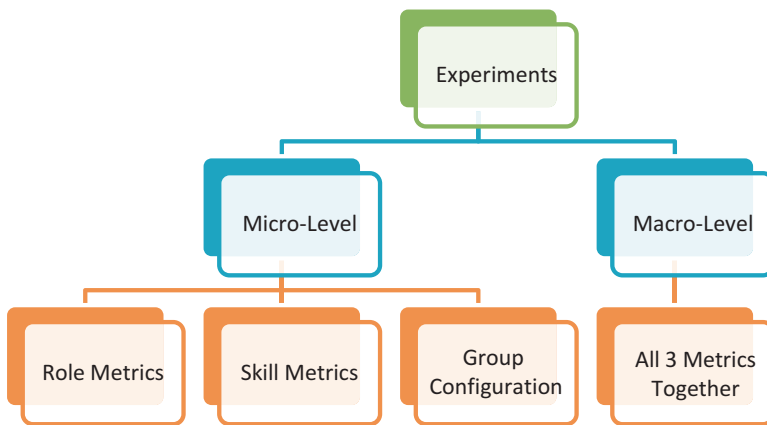 Experiments
Micro-Level
Macro-Level
Role Metrics
Skill Metrics
Group
Configuration
All 3 Metrics
Together